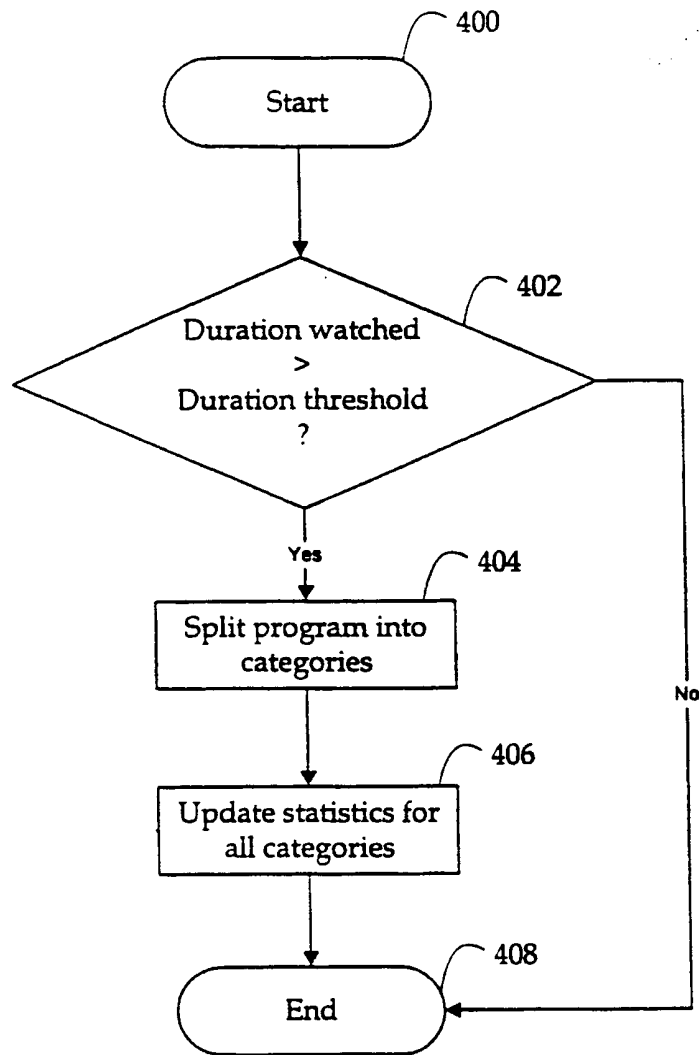 400
Start
402
Duration watched
>
Duration threshold
?
Yes
404
Split program into
categories
No
406
Update statistics for
all categories
408
End